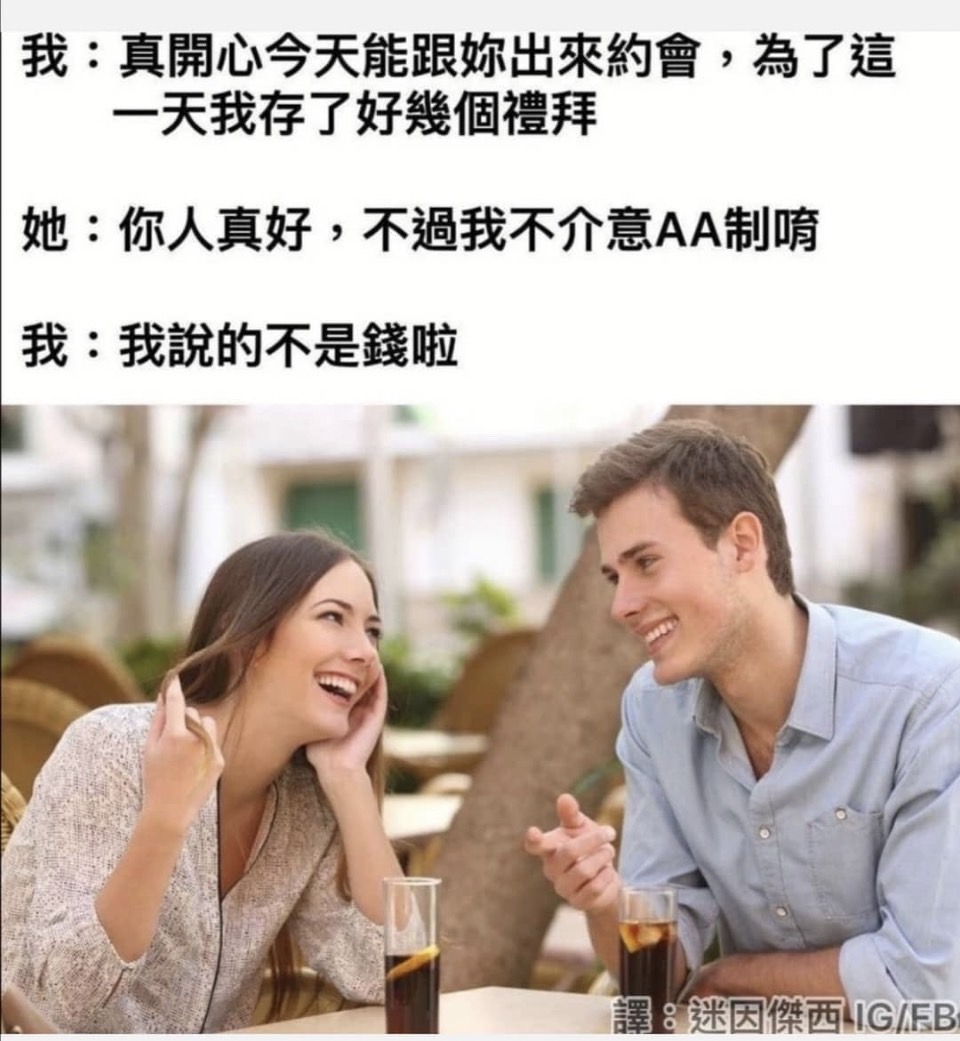 我：真開心今天能跟妳出來約會，為了這
一天我存了好幾個禮拜
她：你人真好，不過我不介意AA制唷
我：我說的不是錢啦
譯：迷因傑西 IG/FB